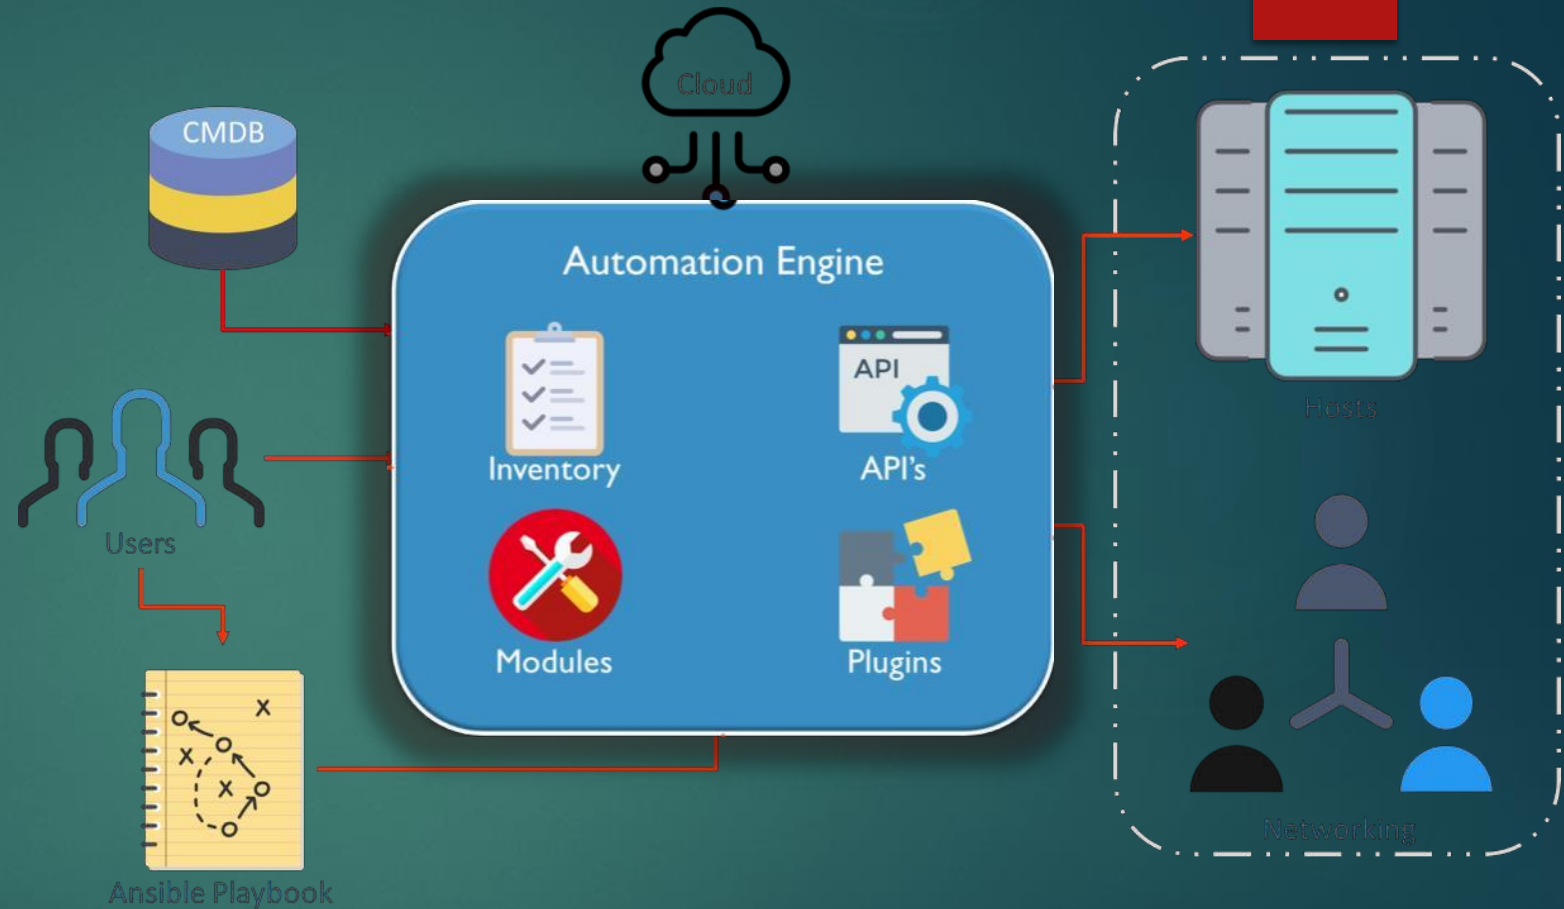 Cloud
CMDB
Automation Engine
API
Inventory
API's
Hosts
Users
Modules
Plugins
Networking
Ansible Playbook